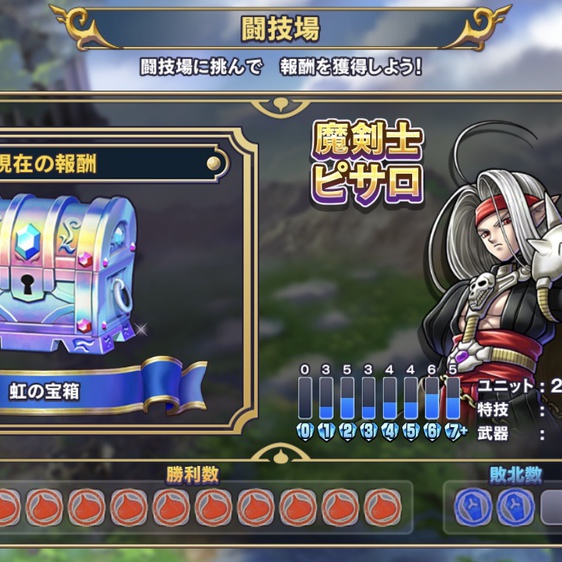 闘技場
闘技場に挑んで 報酬を獲得しよう!
現在の報酬
魔剣士
ピサロ
虹の宝箱
0 3 5 3 4 4 6 5
0 1 2 3 4 5 6 7+
ユニット : 2
特技 :
武器 :
勝利数
敗北数